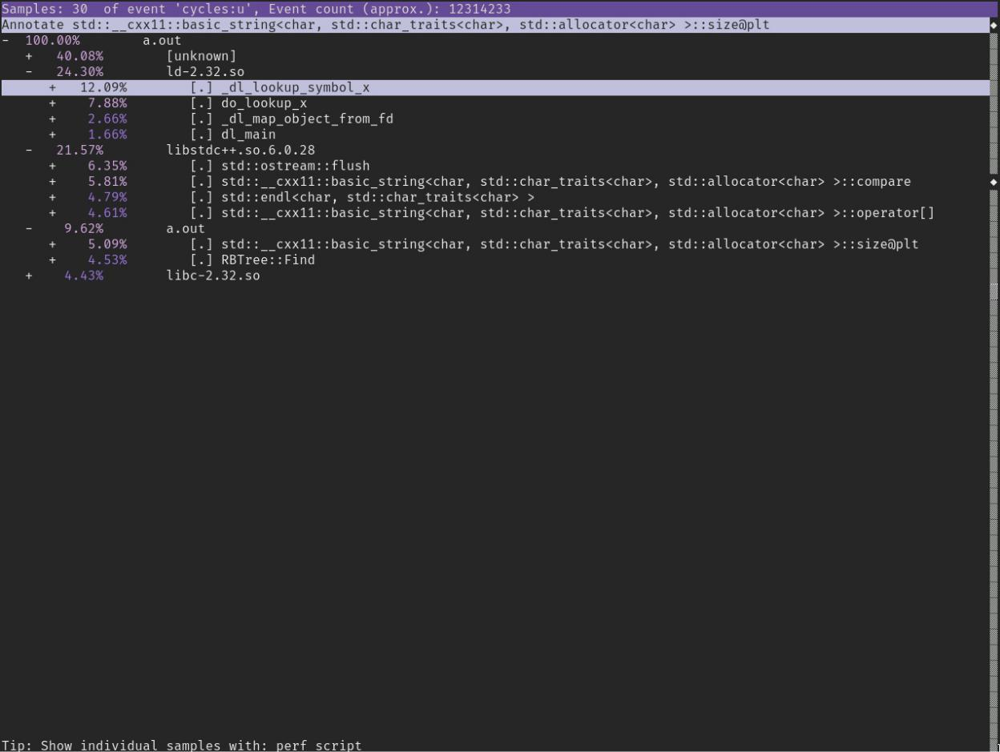 Samples: 30  of event 'cycles:u', Event count (approx.): 12314233
Annotate std::__cxx11::basic_string<char, std::char_traits<char>, std::allocator<char> >::size@plt
-  100.00%        a.out
   +   40.08%        [unknown]
   -   24.30%        ld-2.32.so
      +   12.09%        [.] _dl_lookup_symbol_x
      +    7.88%        [.] do_lookup_x
      +    2.66%        [.] _dl_map_object_from_fd
      +    1.66%        [.] dl_main
   -   21.57%        libstdc++.so.6.0.28
      +    6.35%        [.] std::ostream::flush
      +    5.81%        [.] std::__cxx11::basic_string<char, std::char_traits<char>, std::allocator<char> >::compare
      +    4.79%        [.] std::endl<char, std::char_traits<char> >
      +    4.61%        [.] std::__cxx11::basic_string<char, std::char_traits<char>, std::allocator<char> >::operator[]
   -    9.62%        a.out
      +    5.09%        [.] std::__cxx11::basic_string<char, std::char_traits<char>, std::allocator<char> >::size@plt
      +    4.53%        [.] RBTree::Find
   +    4.43%        libc-2.32.so
Tip: Show individual samples with: perf script